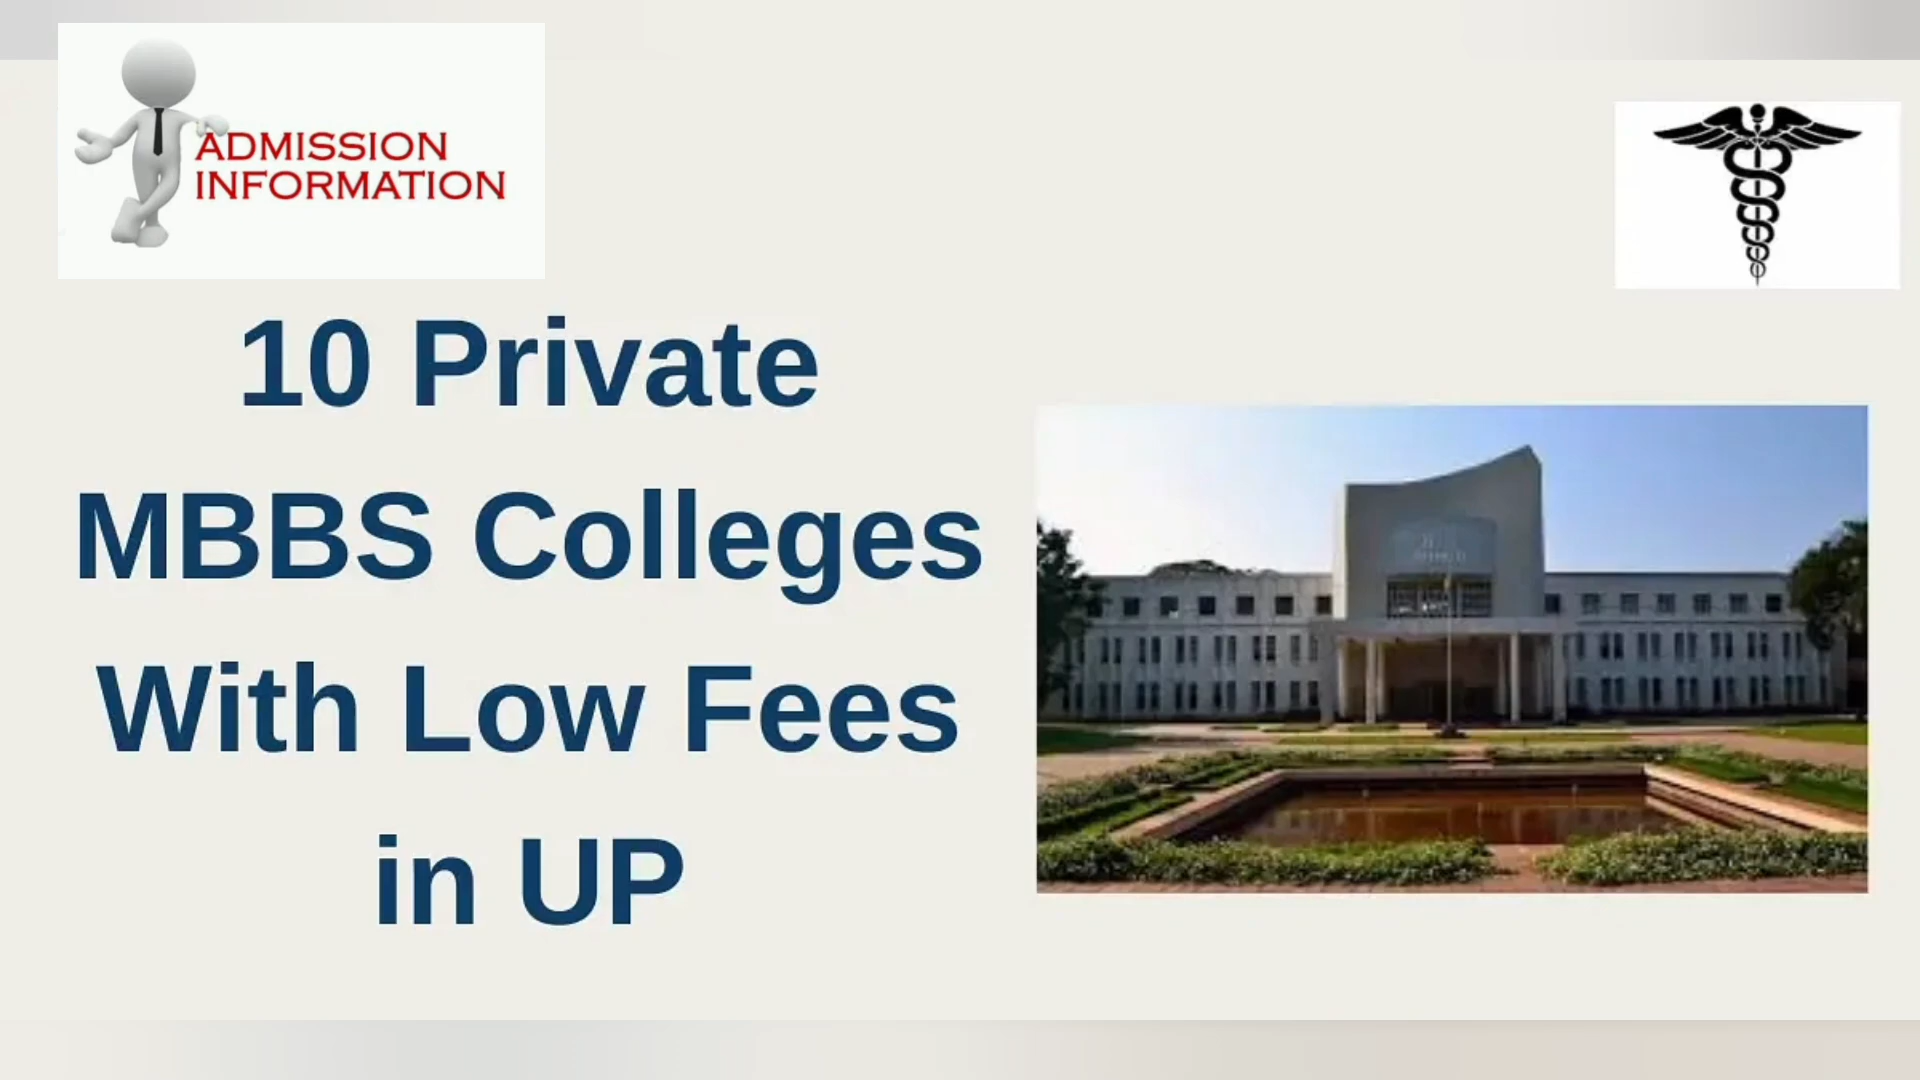 ADMISSION
INFORMATION
10 Private
MBBS Colleges
With Low Fees
in UP